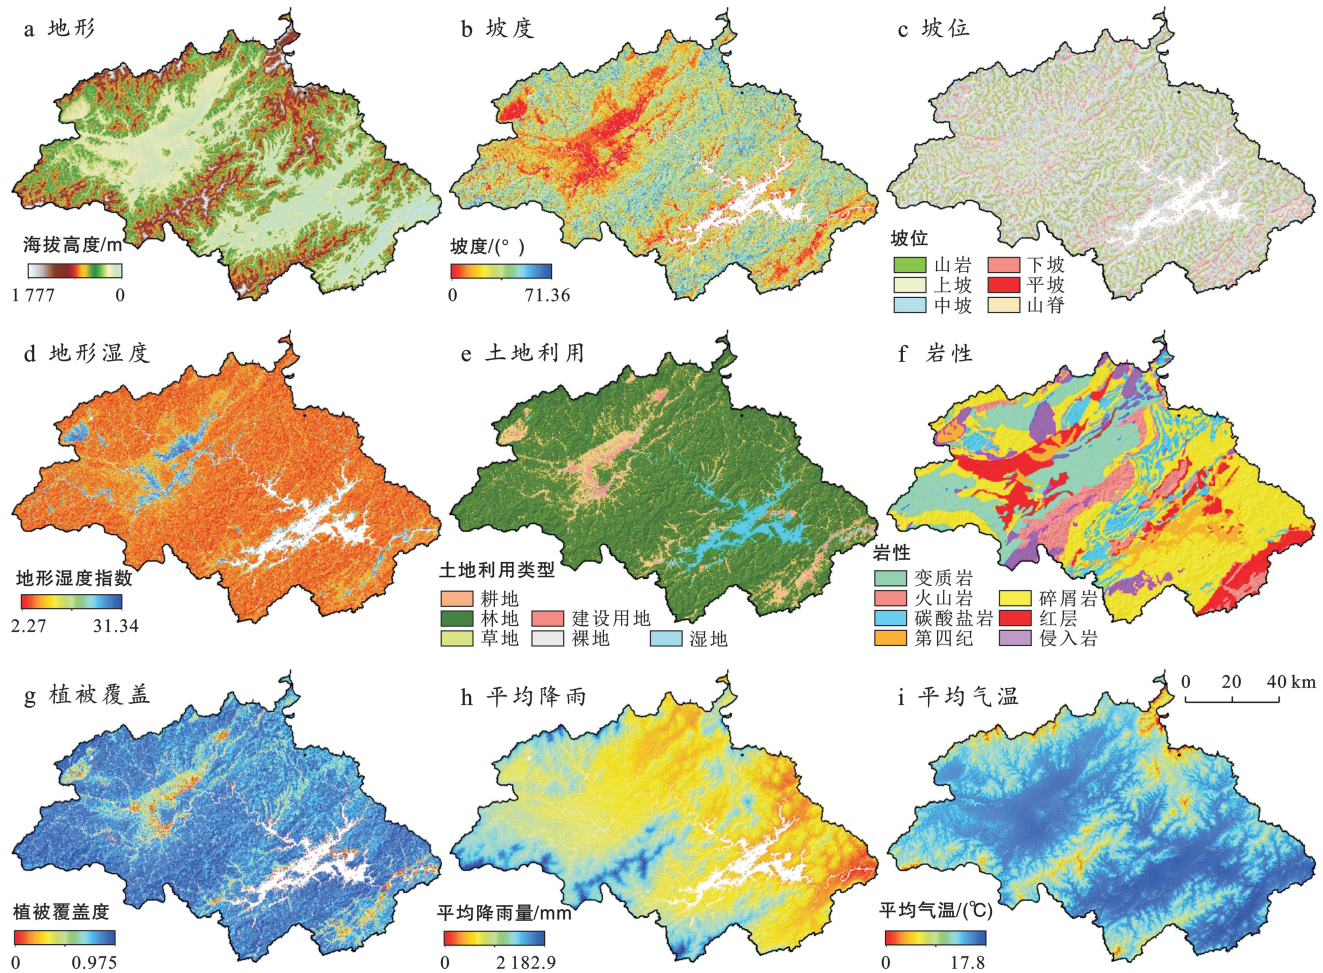 a 地形
海拔高度/m
1 777 0
b 坡度
坡度/(°)
0 71.36
c 坡位
坡位
山岩 下坡
上坡 平坡
中坡 山脊
d 地形湿度
地形湿度指数
2.27 31.34
e 土地利用
土地利用类型
耕地
林地 建设用地
草地 裸地 湿地
f 岩性
岩性
变质岩
火山岩 碎屑岩
碳酸盐岩 红层
第四纪 侵入岩
g 植被覆盖
植被覆盖度
0 0.975
h 平均降雨
平均降雨量/mm
0 2 182.9
i 平均气温
0 20 40 km
平均气温/(℃)
0 17.8